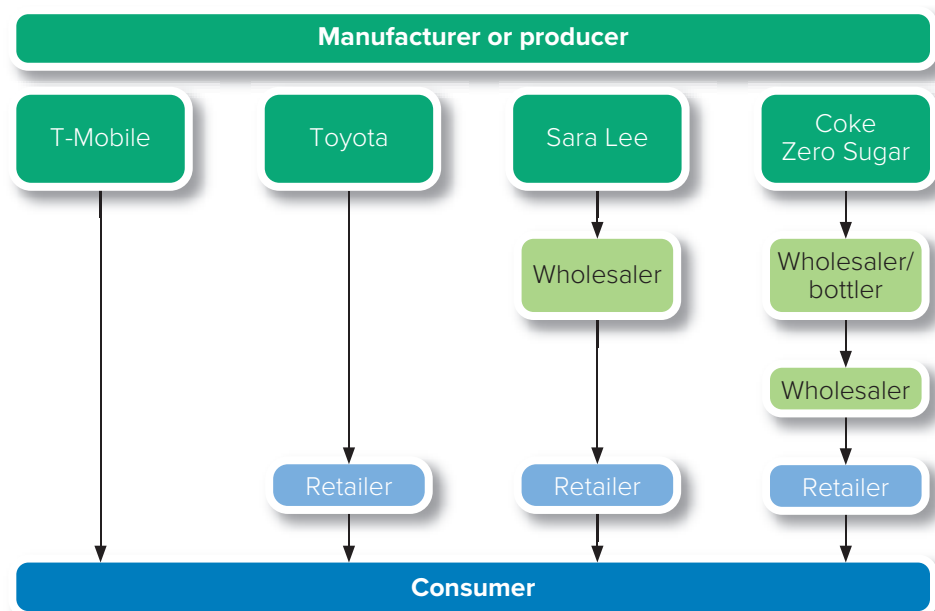 Manufacturer or producer
T-Mobile
Toyota
Sara Lee
Coke
Zero Sugar
Wholesaler
Wholesaler/
bottler
Wholesaler
Retailer
Retailer
Retailer
Consumer